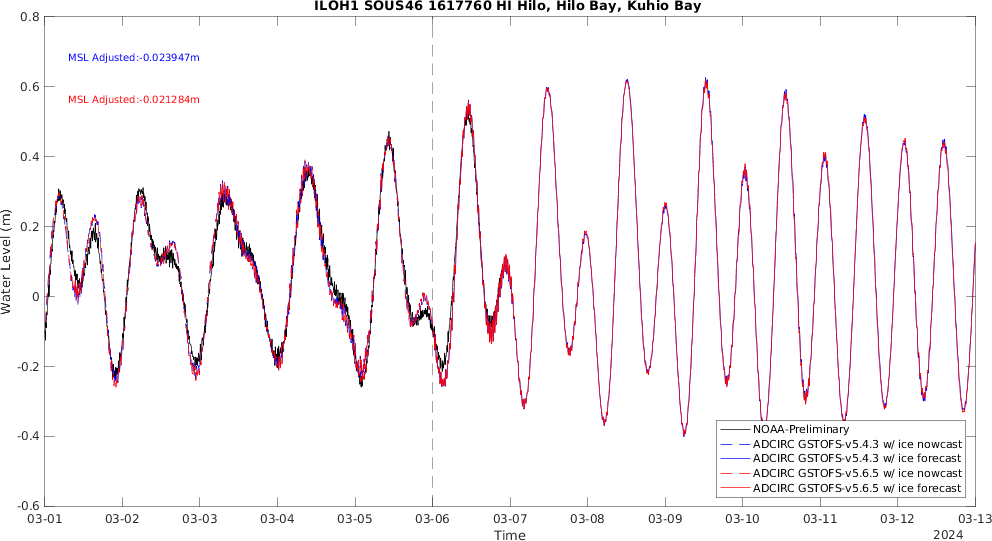 ILOH1 SOUS46 1617760 HI Hilo, Hilo Bay, Kuhio Bay
0.8
MSL Adjusted:-0.023947m
0.6
MSL Adjusted:-0.021284m
0.4
0.2
Water Level (m)
0
-0.2
-0.4
NOAA-Preliminary
ADCIRC GSTOFS-v5.4.3 w/ ice nowcast
ADCIRC GSTOFS-v5.4.3 w/ ice forecast
ADCIRC GSTOFS-v5.6.5 w/ ice nowcast
ADCIRC GSTOFS-v5.6.5 w/ ice forecast
-0.6
03-01 03-02 03-03 03-04 03-05 03-06 03-07 03-08 03-09 03-10 03-11 03-12 03-13
Time
2024